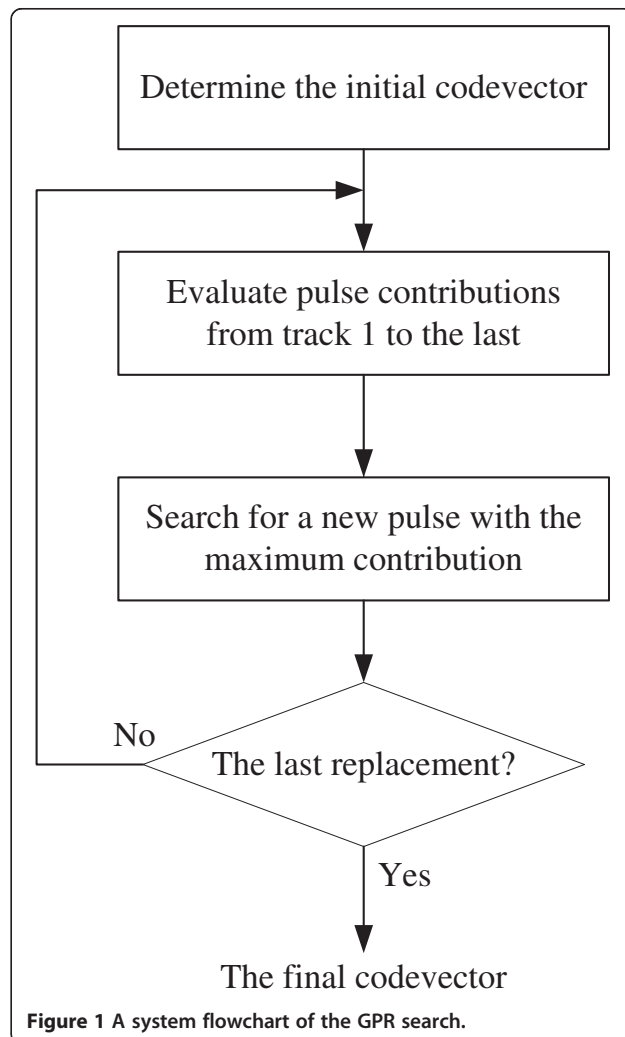 Determine the initial codevector
Evaluate pulse contributions
from track 1 to the last
Search for a new pulse with the
maximum contribution
No
The last replacement?
Yes
The final codevector
Figure 1 A system flowchart of the GPR search.